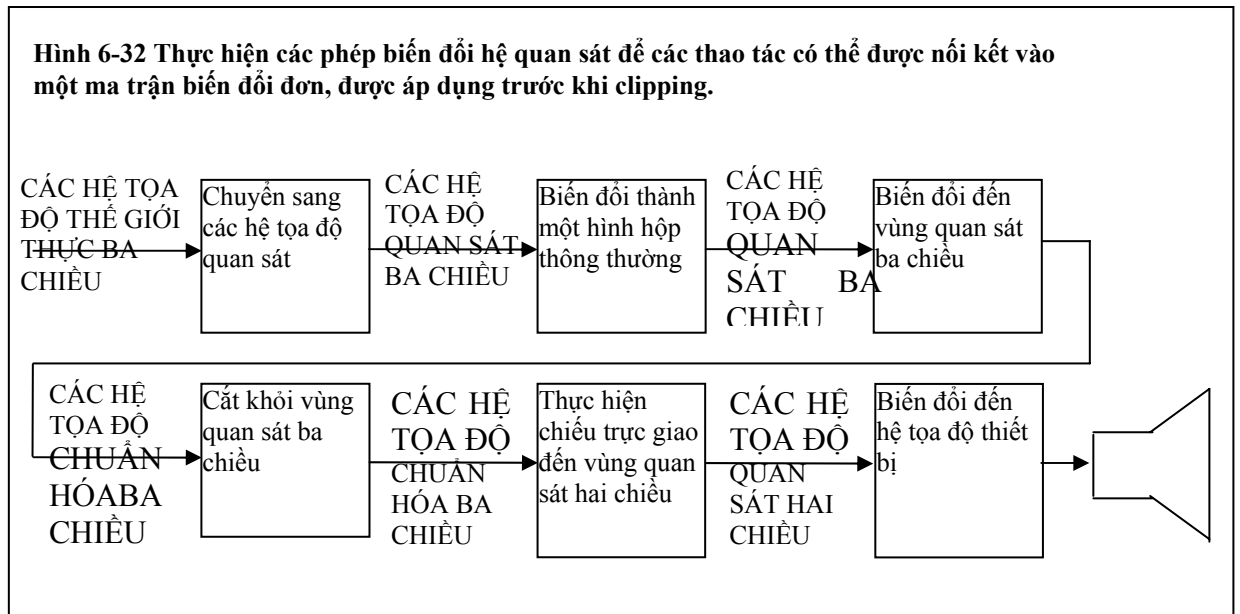 Hình 6-32 Thực hiện các phép biến đổi hệ quan sát để các thao tác có thể được nối kết vào
một ma trận biến đổi đơn, được áp dụng trước khi clipping.
CÁC HỆ TỌA
ĐỘ THẾ GIỚI
THỰC BA
CHIỀU
Chuyển sang
các hệ tọa độ
quan sát
CÁC HỆ
TỌA ĐỘ
QUAN SÁT
BA CHIỀU
Biến đổi thành
một hình hộp
thông thường
CÁC HỆ
TỌA ĐỘ
QUAN
SÁT BA
CHIỀU
Biến đổi đến
vùng quan sát
ba chiều
CÁC HỆ
TỌA ĐỘ
CHUẨN
HÓABA
CHIỀU
Cắt khỏi vùng
quan sát ba
chiều
CÁC HỆ
TỌA ĐỘ
CHUẨN
HÓA BA
CHIỀU
Thực hiện
chiếu trực giao
đến vùng quan
sát hai chiều
CÁC HỆ
TỌA ĐỘ
QUAN
SÁT HAI
CHIỀU
Biến đổi đến
hệ tọa độ thiết
bị